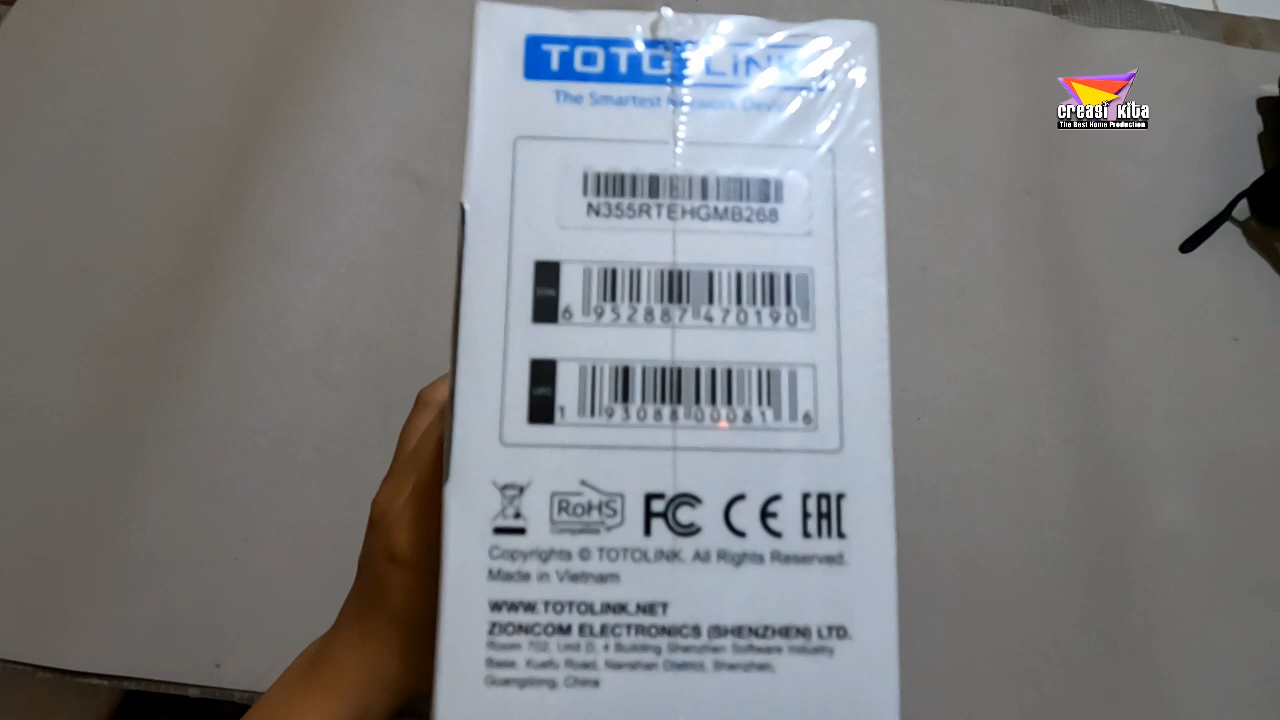 TOTOLINK
The Smartest Network Device
creasi kita
The Best Home Production
N355RTEHGMB268
6 952887 470190
1 93088 00081 6
RoHS
Compatible
FC CE EAC
Copyrights © TOTOLINK. All Rights Reserved.
Made in Vietnam
WWW.TOTOLINK.NET
ZIONCOM ELECTRONICS (SHENZHEN) LTD.
Room 702, Unit D, 4 Building Shenzhen Software Industry
Base, Xuefu Road, Nanshan District, Shenzhen,
Guangdong, China